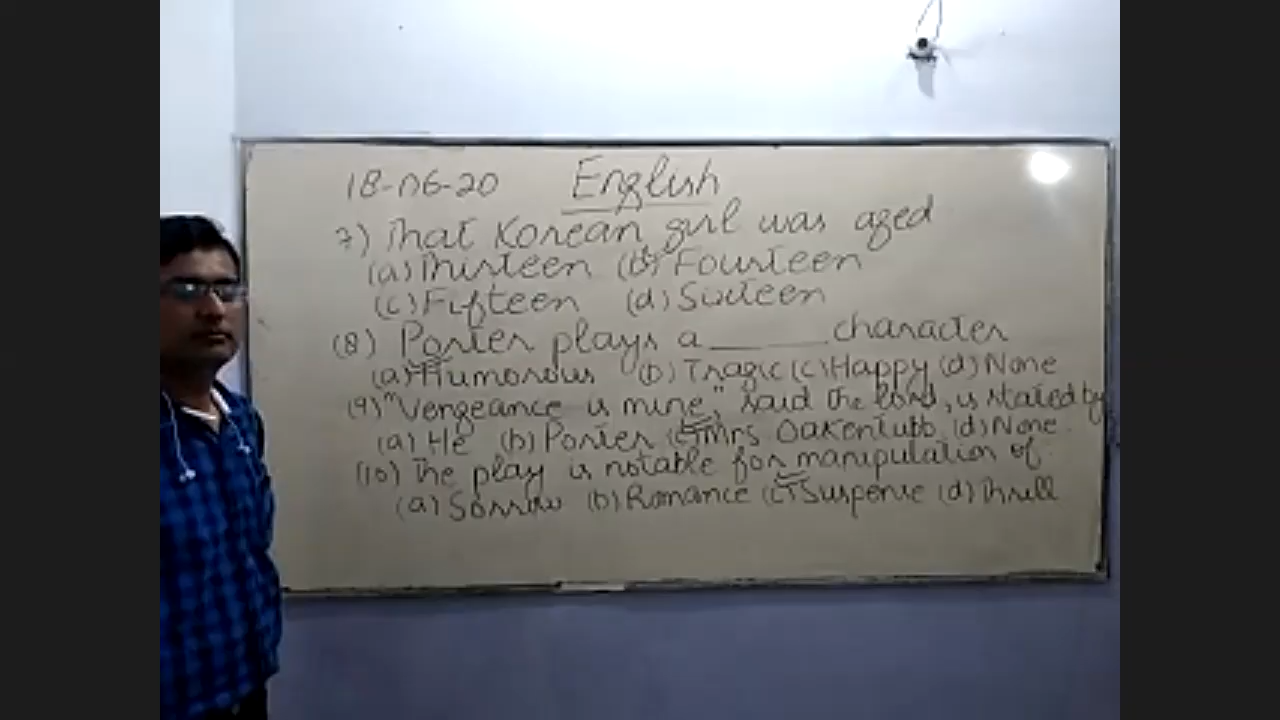 18-06-20 English
7) That Korean girl was aged
(a) Thirteen (b) Fourteen
(c) Fifteen (d) Sixteen
(8) Porter plays a ______ character
(a) Humorous (b) Tragic (c) Happy (d) None
(9) "Vengeance is mine," said the lord, is stated by
(a) He (b) Porter (c) Mrs Oakentubb (d) None.
(10) The play is notable for manipulation of
(a) Sorrow (b) Romance (c) Suspense (d) Thrill